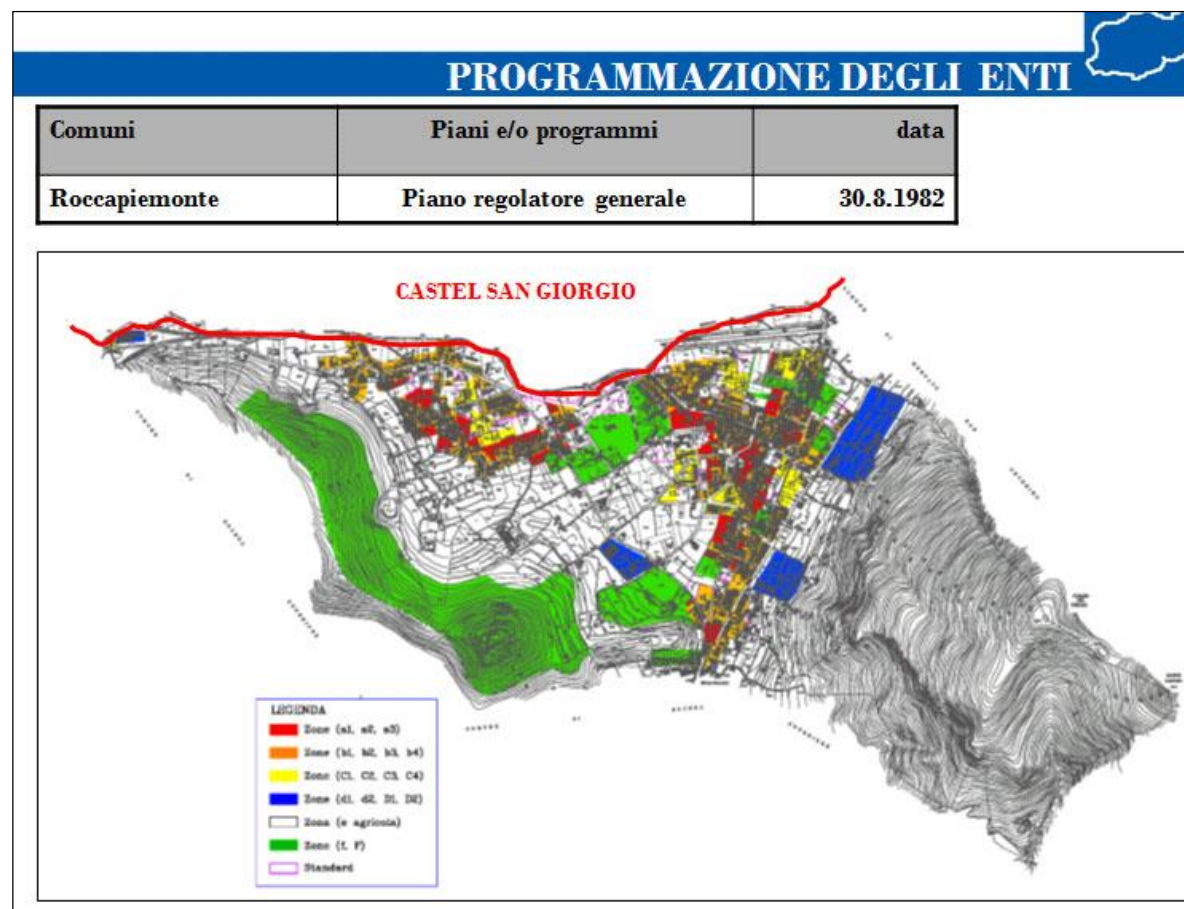 PROGRAMMAZIONE DEGLI ENTI
Comuni Piani e/o programmi data
Roccapiemonte Piano regolatore generale 30.8.1982
CASTEL SAN GIORGIO
LEGENDA
Zone (a1, a2, a3)
Zone (b1, b2, b3, b4)
Zone (C1, C2, C3, C4)
Zone (d1, d2, D1, D2)
Zona (e agricola)
Zone (f, F)
Standard